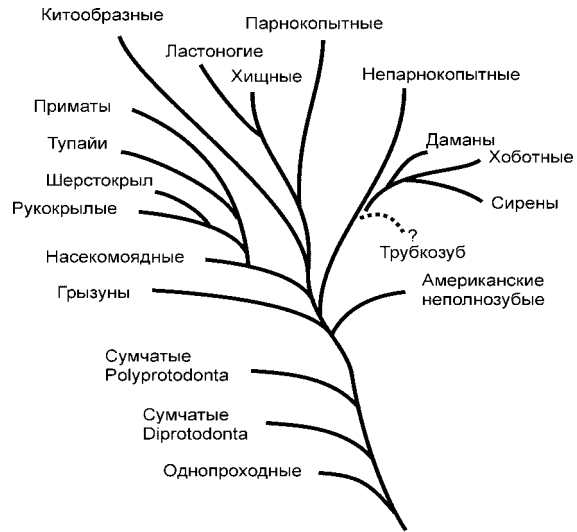 Китообразные
Парнокопытные
Ластоногие
Хищные
Непарнокопытные
Приматы
Даманы
Тупайи
Хоботные
Шерстокрыл
Рукокрылые
Сирены
?
Трубкозуб
Насекомоядные
Американские
неполнозубые
Грызуны
Сумчатые
Polyprotodonta
Сумчатые
Diprotodonta
Однопроходные